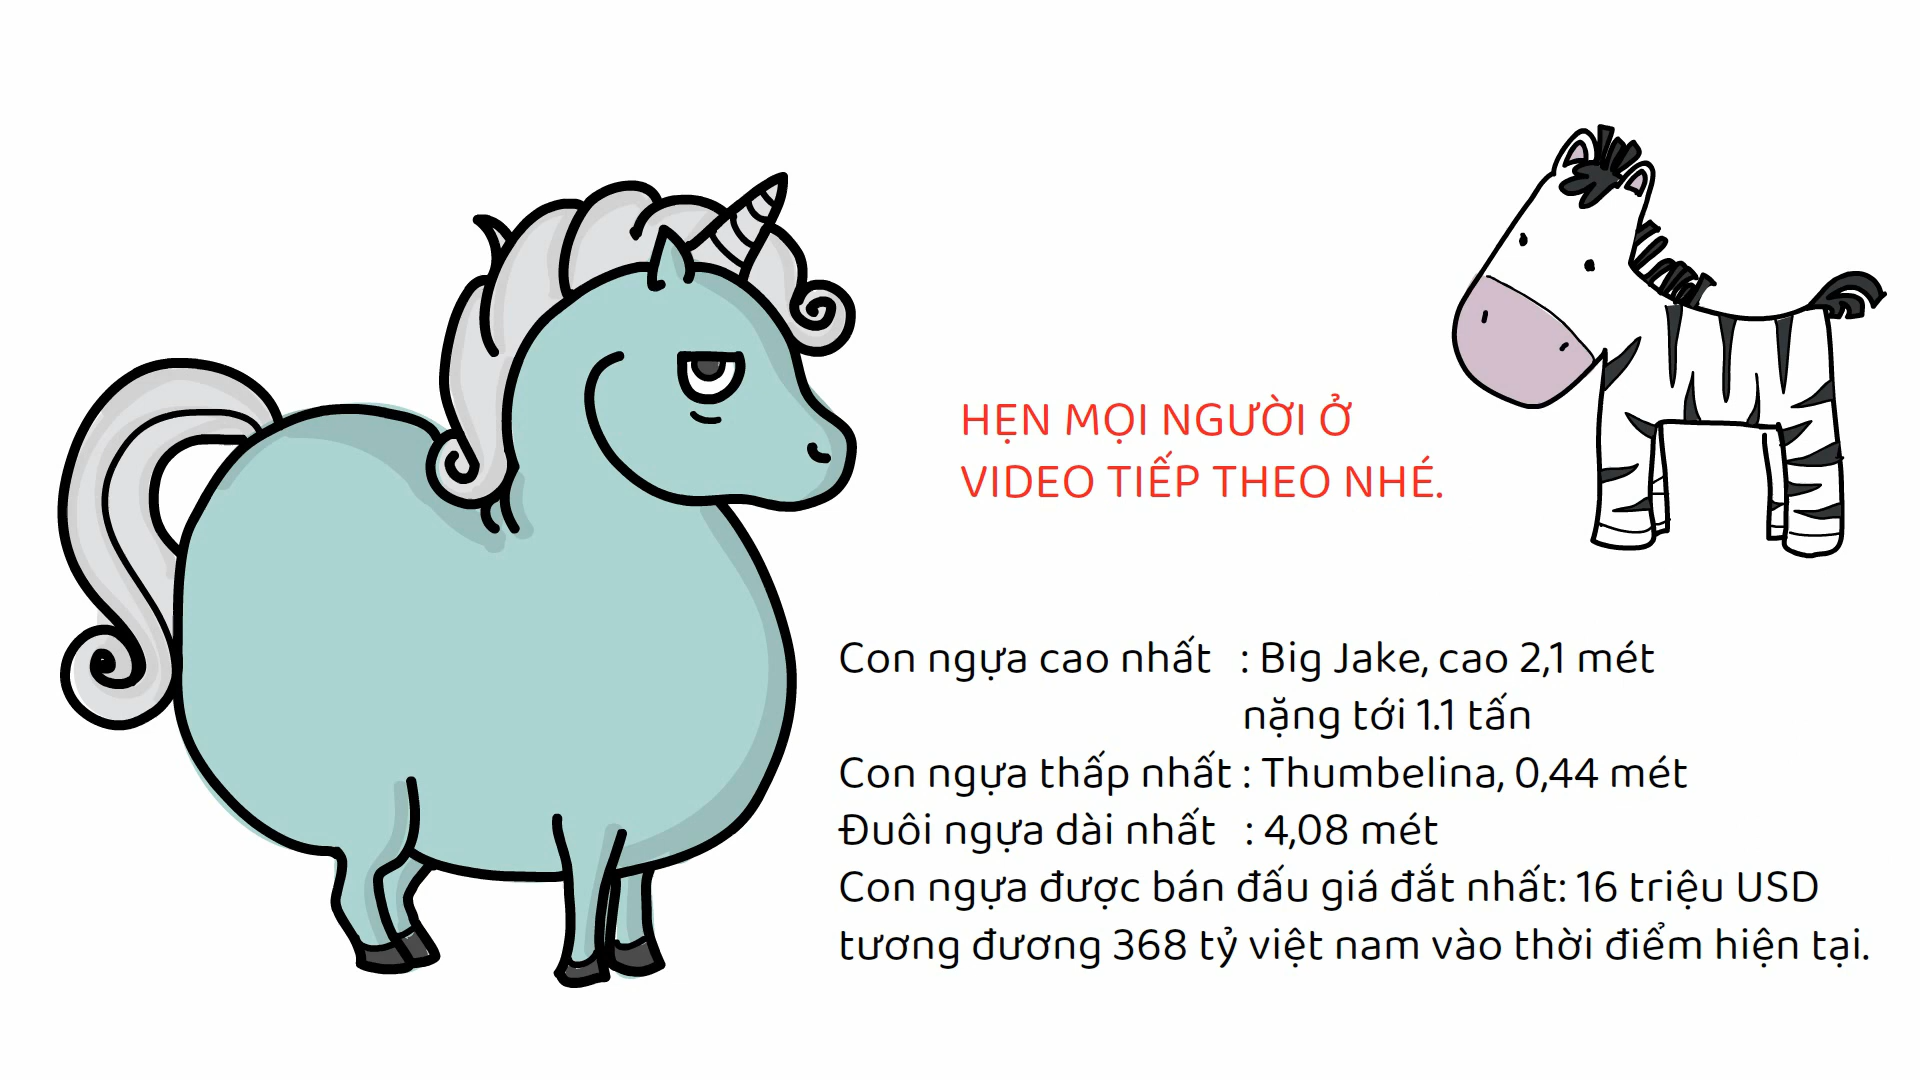 HẸN MỌI NGƯỜI Ở
VIDEO TIẾP THEO NHÉ.
Con ngựa cao nhất : Big Jake, cao 2,1 mét
nặng tới 1.1 tấn
Con ngựa thấp nhất : Thumbelina, 0,44 mét
Đuôi ngựa dài nhất : 4,08 mét
Con ngựa được bán đấu giá đắt nhất: 16 triệu USD
tương đương 368 tỷ việt nam vào thời điểm hiện tại.